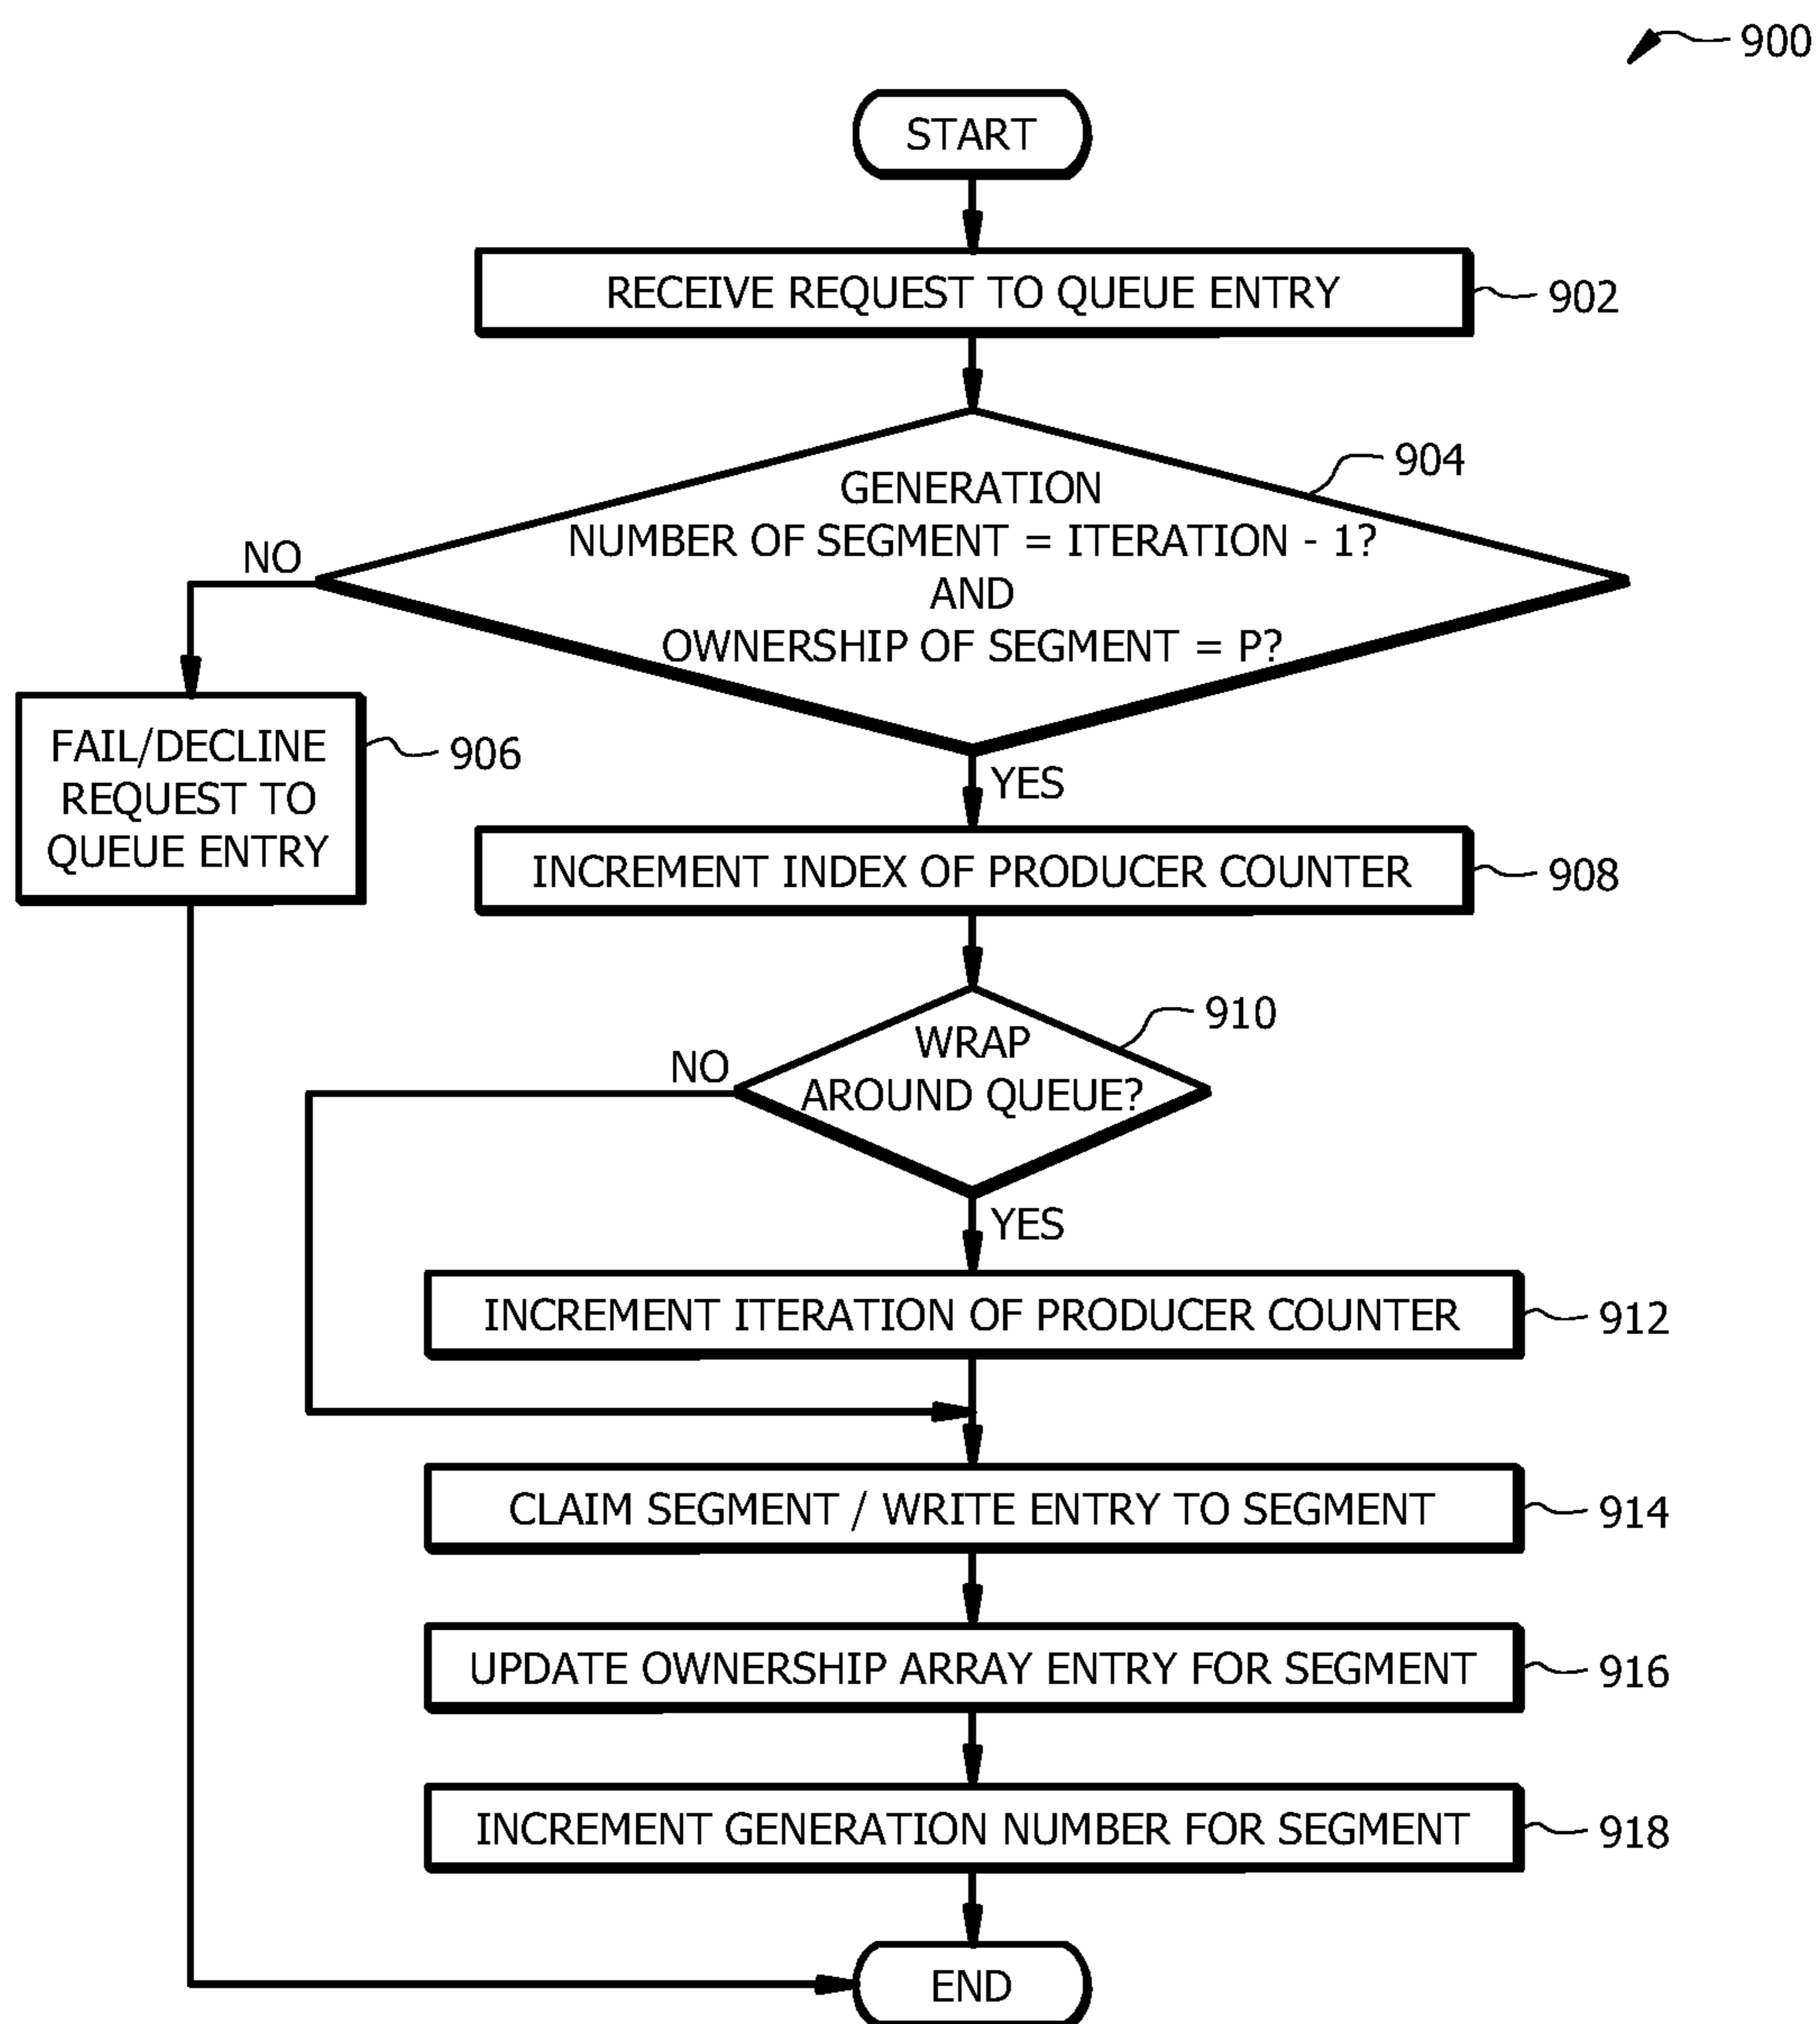 900
START
RECEIVE REQUEST TO QUEUE ENTRY
902
904
GENERATION
NUMBER OF SEGMENT = ITERATION - 1?
AND
OWNERSHIP OF SEGMENT = P?
NO
FAIL/DECLINE
REQUEST TO
QUEUE ENTRY
906
YES
INCREMENT INDEX OF PRODUCER COUNTER
908
910
WRAP
AROUND QUEUE?
NO
YES
INCREMENT ITERATION OF PRODUCER COUNTER
912
CLAIM SEGMENT / WRITE ENTRY TO SEGMENT
914
UPDATE OWNERSHIP ARRAY ENTRY FOR SEGMENT
916
INCREMENT GENERATION NUMBER FOR SEGMENT
918
END